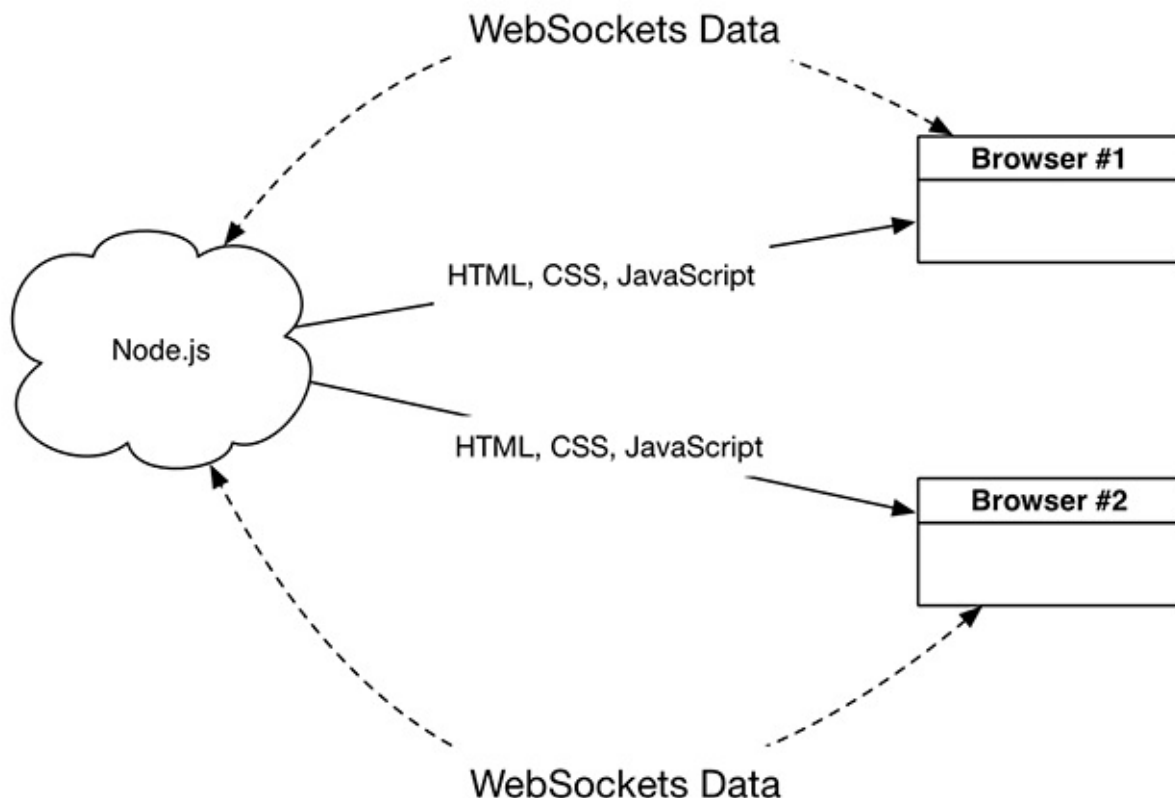 WebSockets Data
Browser #1
HTML, CSS, JavaScript
Node.js
HTML, CSS, JavaScript
Browser #2
WebSockets Data